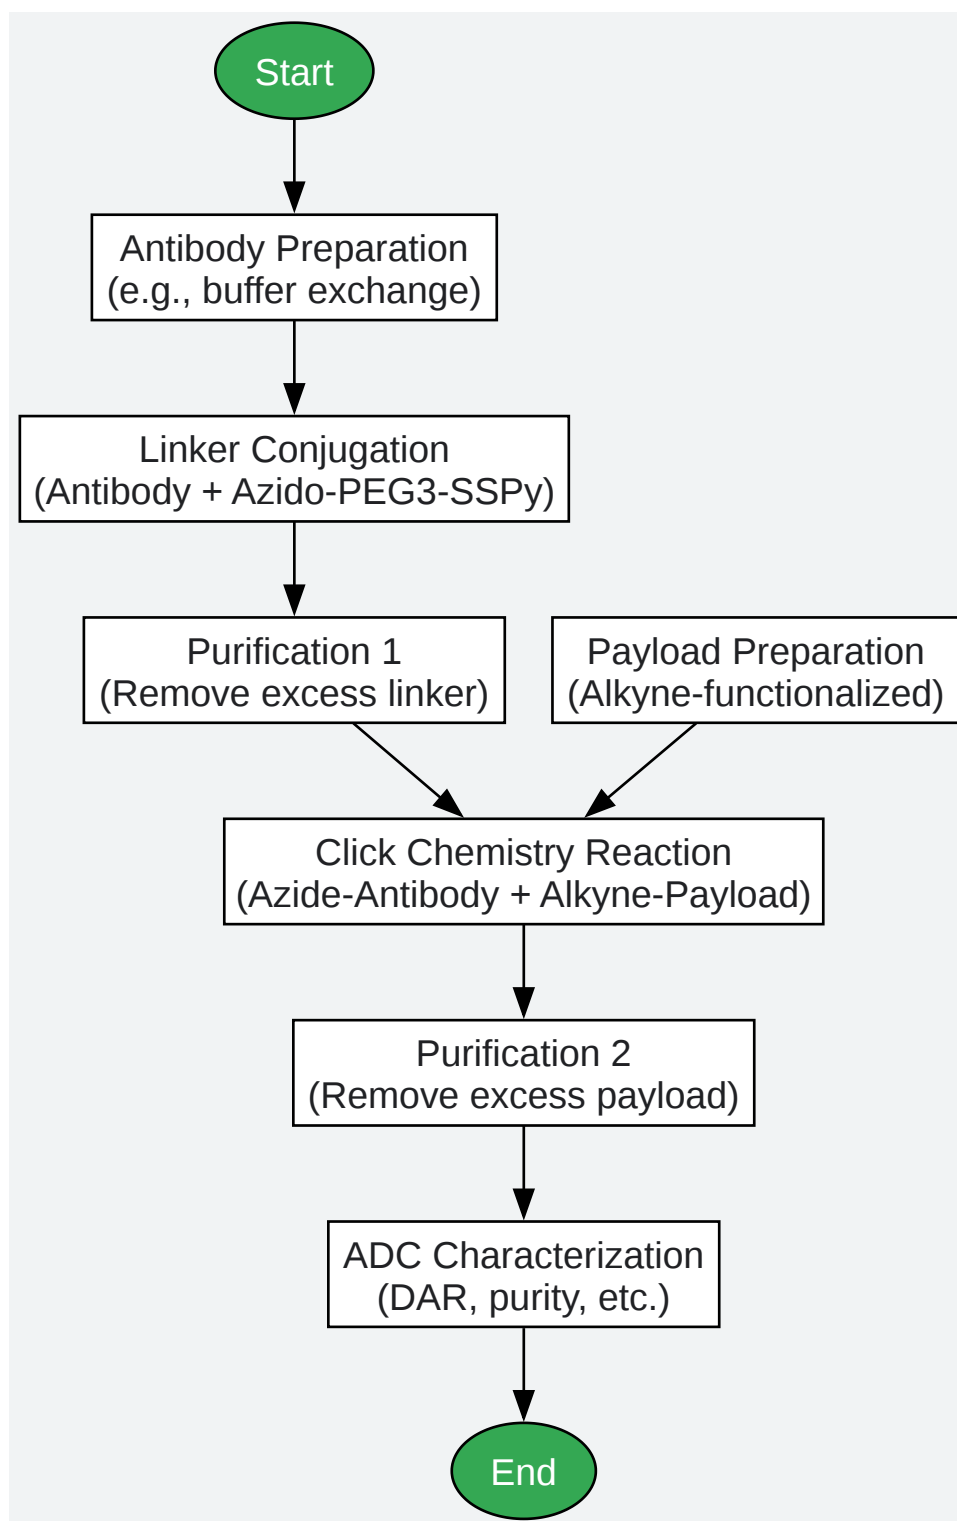 Start
Antibody Preparation
(e.g., buffer exchange)
Linker Conjugation
(Antibody + Azido-PEG3-SSPy)
Purification 1
(Remove excess linker)
Payload Preparation
(Alkyne-functionalized)
Click Chemistry Reaction
(Azide-Antibody + Alkyne-Payload)
Purification 2
(Remove excess payload)
ADC Characterization
(DAR, purity, etc.)
End